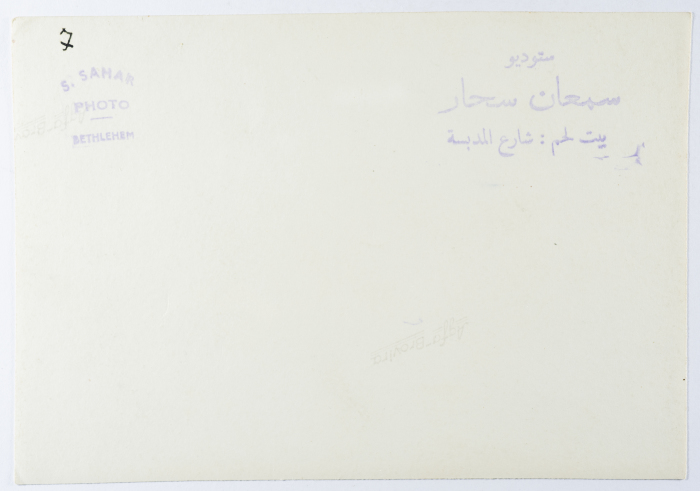 7
S. SAHAR
PHOTO
BETHLEHEM
ستوديو
سمعان سحار
بيت لحم : شارع المدبسة